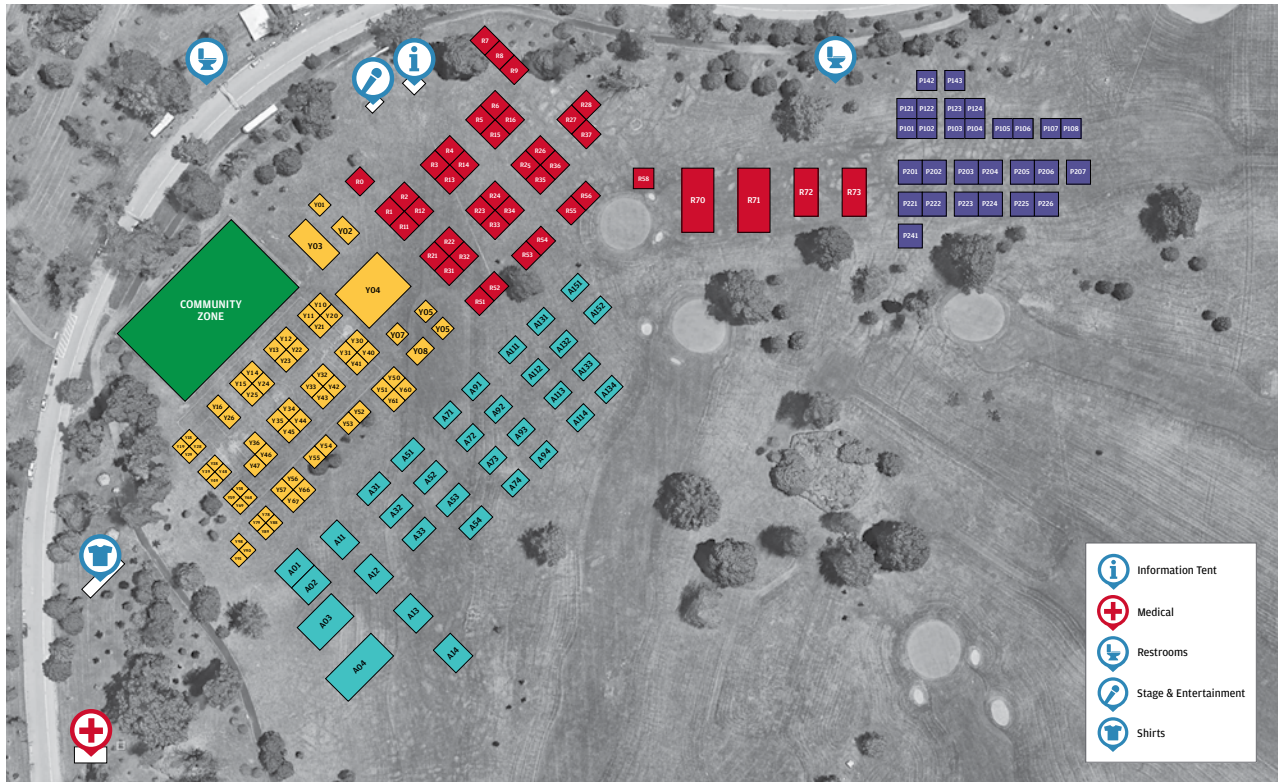 R7
R8
R9
R6
R5
R16
R15
R28
R27
R37
R4
R3
R14
R13
R26
R25
R36
R35
R0
R2
R1
R12
R11
R24
R23
R34
R33
R56
R55
R22
R21
R32
R31
R54
R53
R52
R51
R58
R70
R71
R72
R73
P142
P143
P121
P122
P123
P124
P101
P102
P103
P104
P105
P106
P107
P108
P201
P202
P203
P204
P205
P206
P207
P221
P222
P223
P224
P225
P226
P241
Y01
Y02
Y03
Y04
COMMUNITY
ZONE
Y05
Y05
Y07
Y08
Y10
Y11
Y20
Y21
Y12
Y13
Y22
Y23
Y30
Y31
Y40
Y41
Y14
Y15
Y24
Y25
Y32
Y33
Y42
Y43
Y50
Y51
Y60
Y61
Y16
Y26
Y34
Y35
Y44
Y45
Y52
Y53
Y36
Y46
Y47
Y54
Y55
Y56
Y57
Y66
Y67
A151
A152
A131
A132
A133
A134
A111
A112
A113
A114
A91
A92
A93
A94
A71
A72
A73
A74
A51
A52
A53
A54
A31
A32
A33
A11
A12
A13
A14
A01
A02
A03
A04
Information Tent
Medical
Restrooms
Stage & Entertainment
Shirts